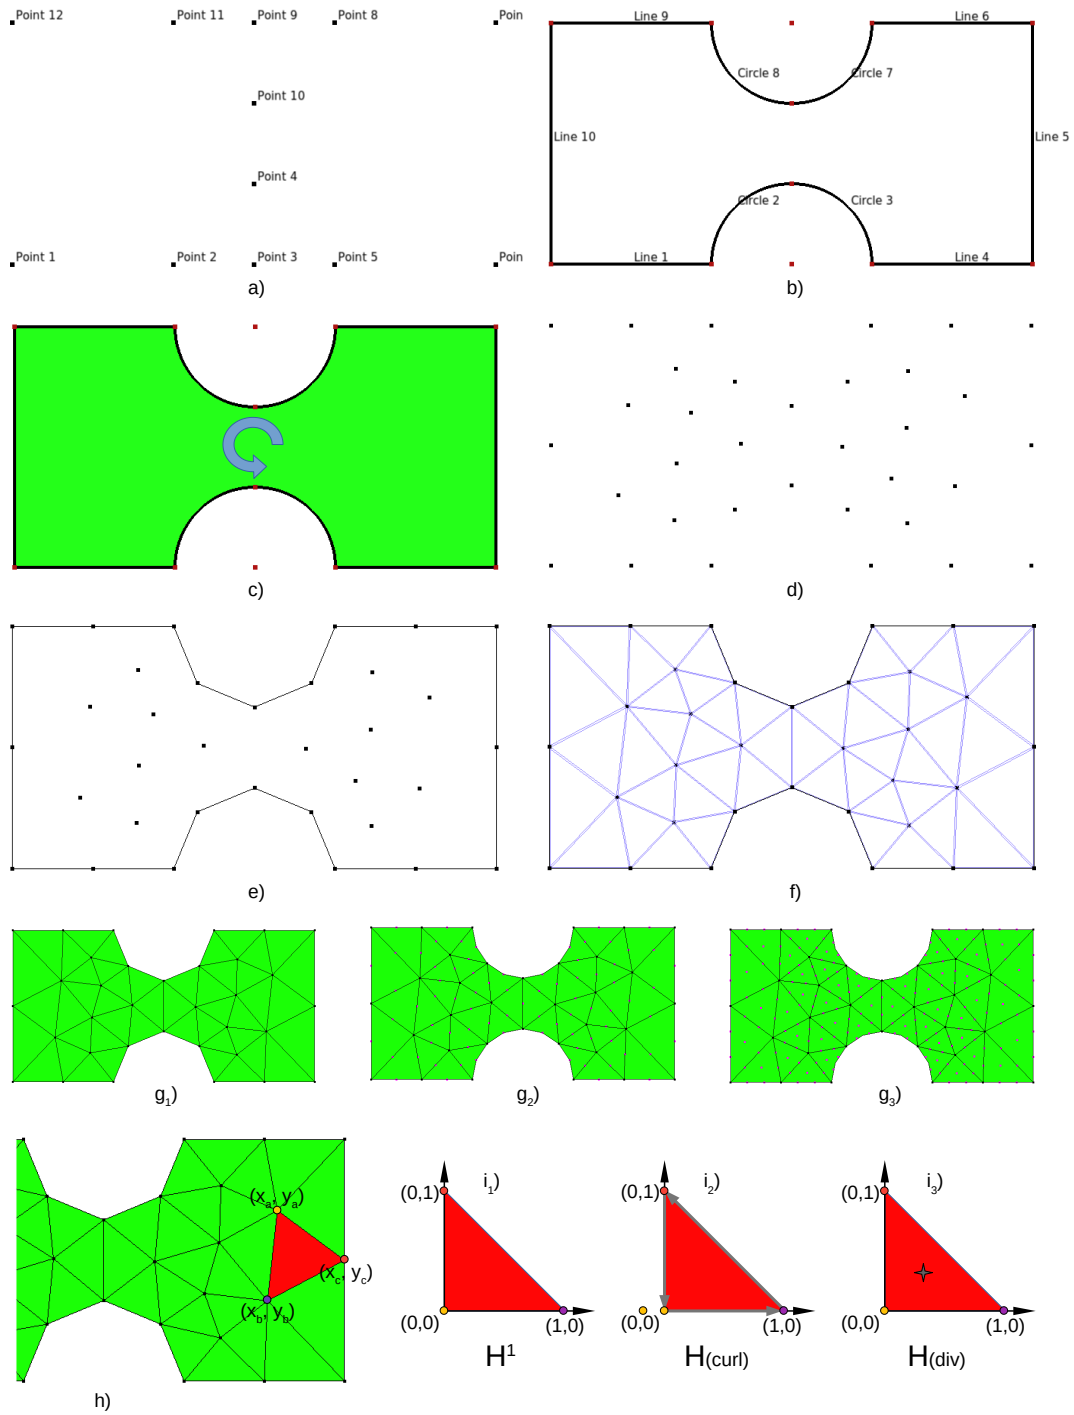 Point 12
Point 11
Point 9
Point 8
Poin
Point 10
Point 4
Point 1
Point 2
Point 3
Point 5
Poin
a)
Line 9
Line 6
Circle 8
Circle 7
Line 10
Line 5
Circle 2
Circle 3
Line 1
Line 4
b)
c)
d)
e)
f)
g1)
g2)
g3)
(xa, ya)
(xc, yc)
(xb, yb)
h)
i1)
(0,1)
(0,0)
(1,0)
H1
i2)
(0,1)
(0,0)
(1,0)
H(curl)
i3)
(0,1)
(0,0)
(1,0)
H(div)